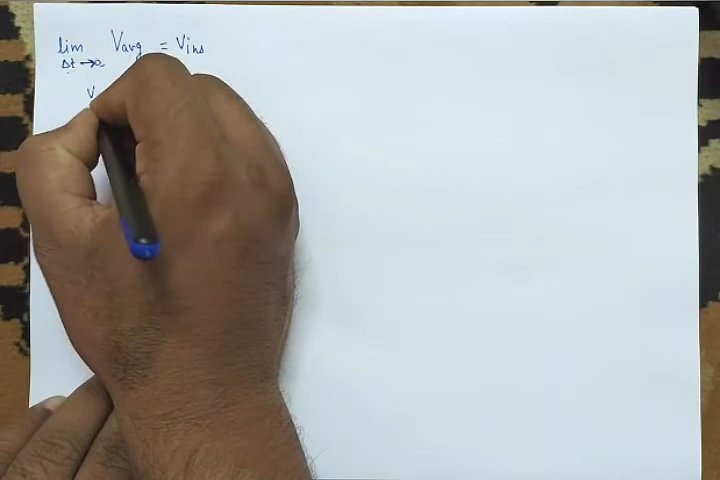 lim Vavg = Vins
Δt → o
V